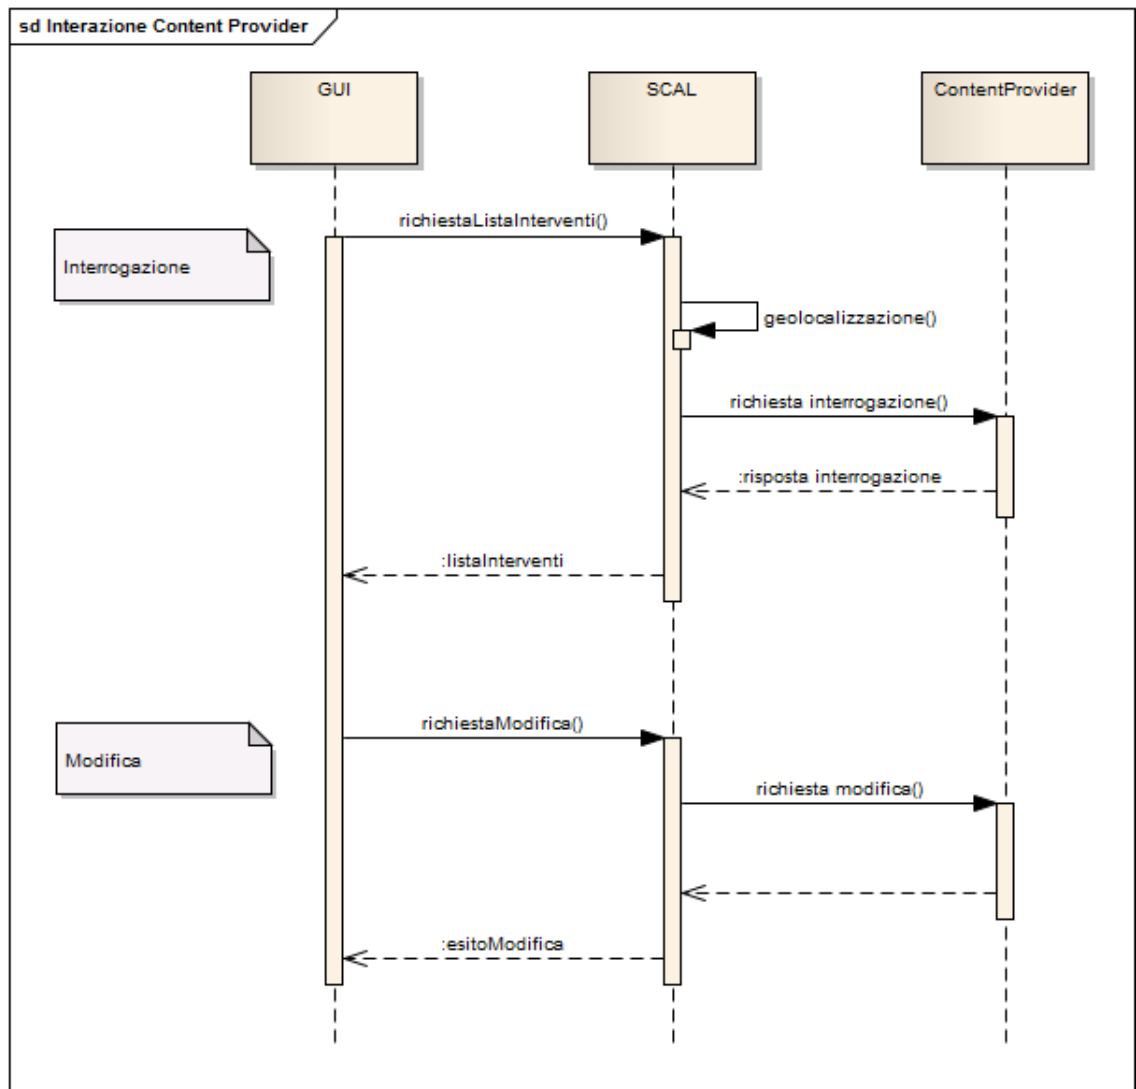 sd Interazione Content Provider
GUI
SCAL
ContentProvider
richiestaListaInterventi()
Interrogazione
geolocalizzazione()
richiesta interrogazione()
:risposta interrogazione
:listaInterventi
richiestaModifica()
Modifica
richiesta modifica()
:esitoModifica